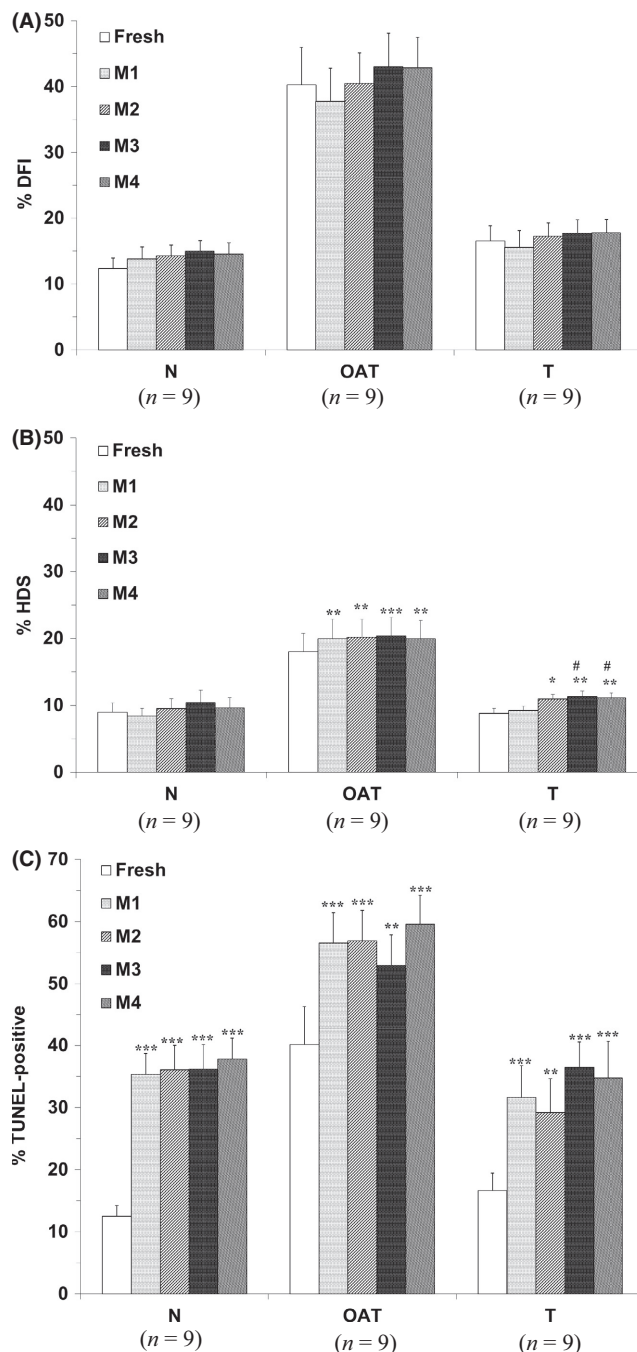 (A)
50
40
30
20
10
0
% DFI
Fresh
M1
M2
M3
M4
N
OAT
T
(n = 9)
(n = 9)
(n = 9)
(B)
50
40
30
20
10
0
% HDS
Fresh
M1
M2
M3
M4
** ** *** **
# #
* ** **
N
OAT
T
(n = 9)
(n = 9)
(n = 9)
(C)
70
60
50
40
30
20
10
0
% TUNEL-positive
Fresh
M1
M2
M3
M4
*** *** *** ***
*** *** ** ***
*** ** *** ***
N
OAT
T
(n = 9)
(n = 9)
(n = 9)